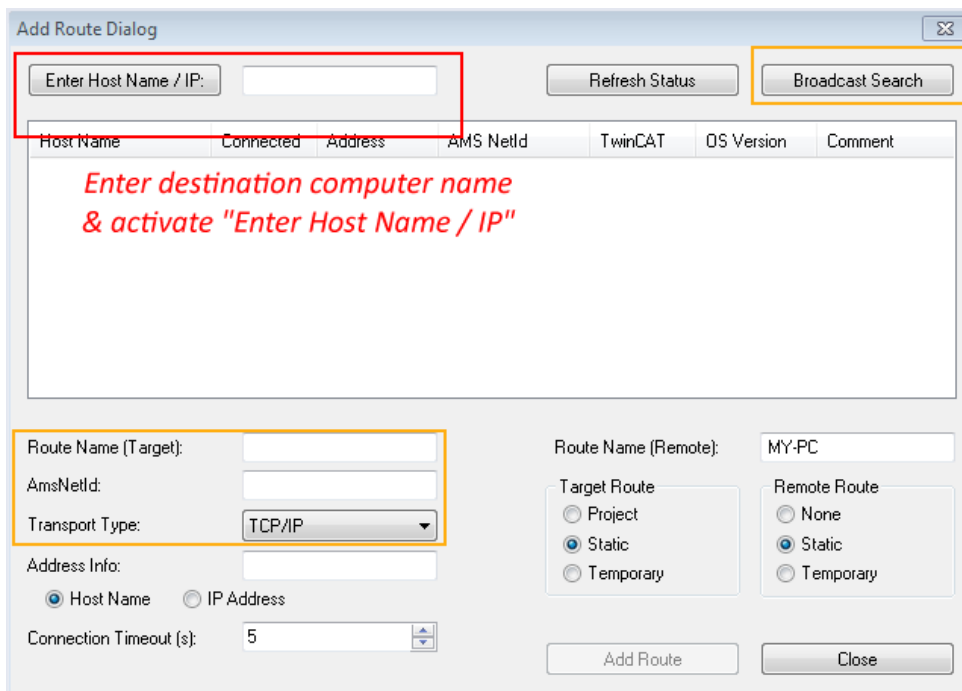 Add Route Dialog
Enter Host Name / IP:
Refresh Status
Broadcast Search
Host Name Connected Address AMS NetId TwinCAT OS Version Comment
Enter destination computer name
& activate "Enter Host Name / IP"
Route Name (Target):
AmsNetId:
Transport Type: TCP/IP
Address Info:
Host Name IP Address
Connection Timeout (s): 5
Route Name (Remote): MY-PC
Target Route
Project
Static
Temporary
Remote Route
None
Static
Temporary
Add Route
Close